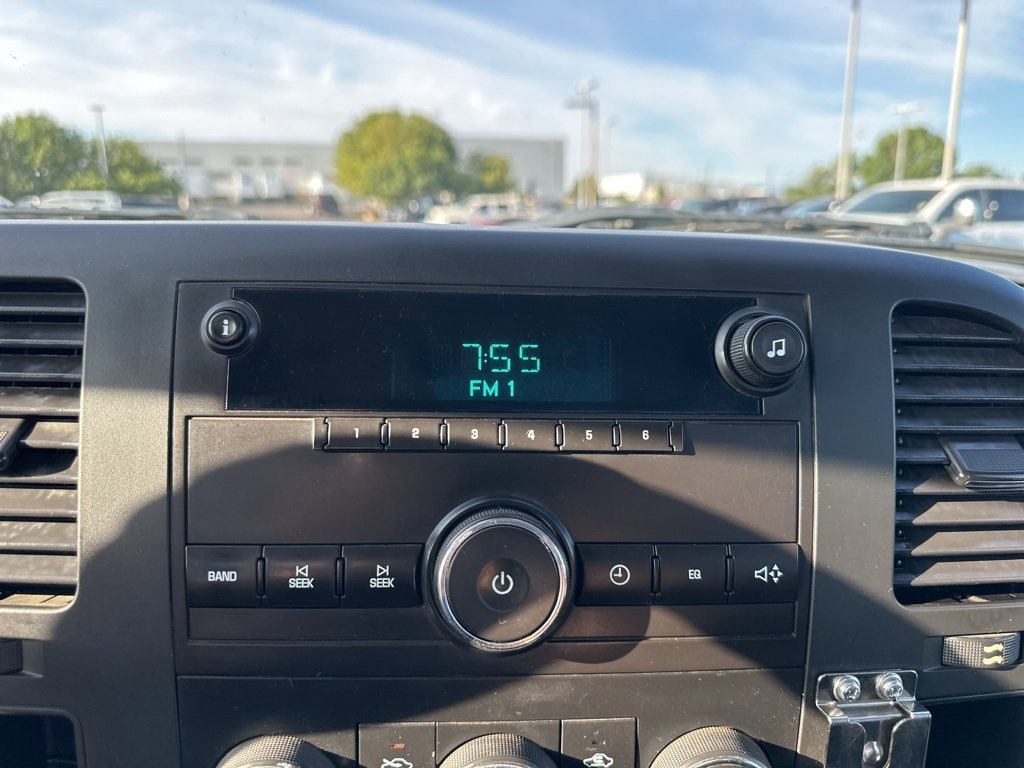 i
7:55
FM 1
1 2 3 4 5 6
BAND SEEK SEEK EQ